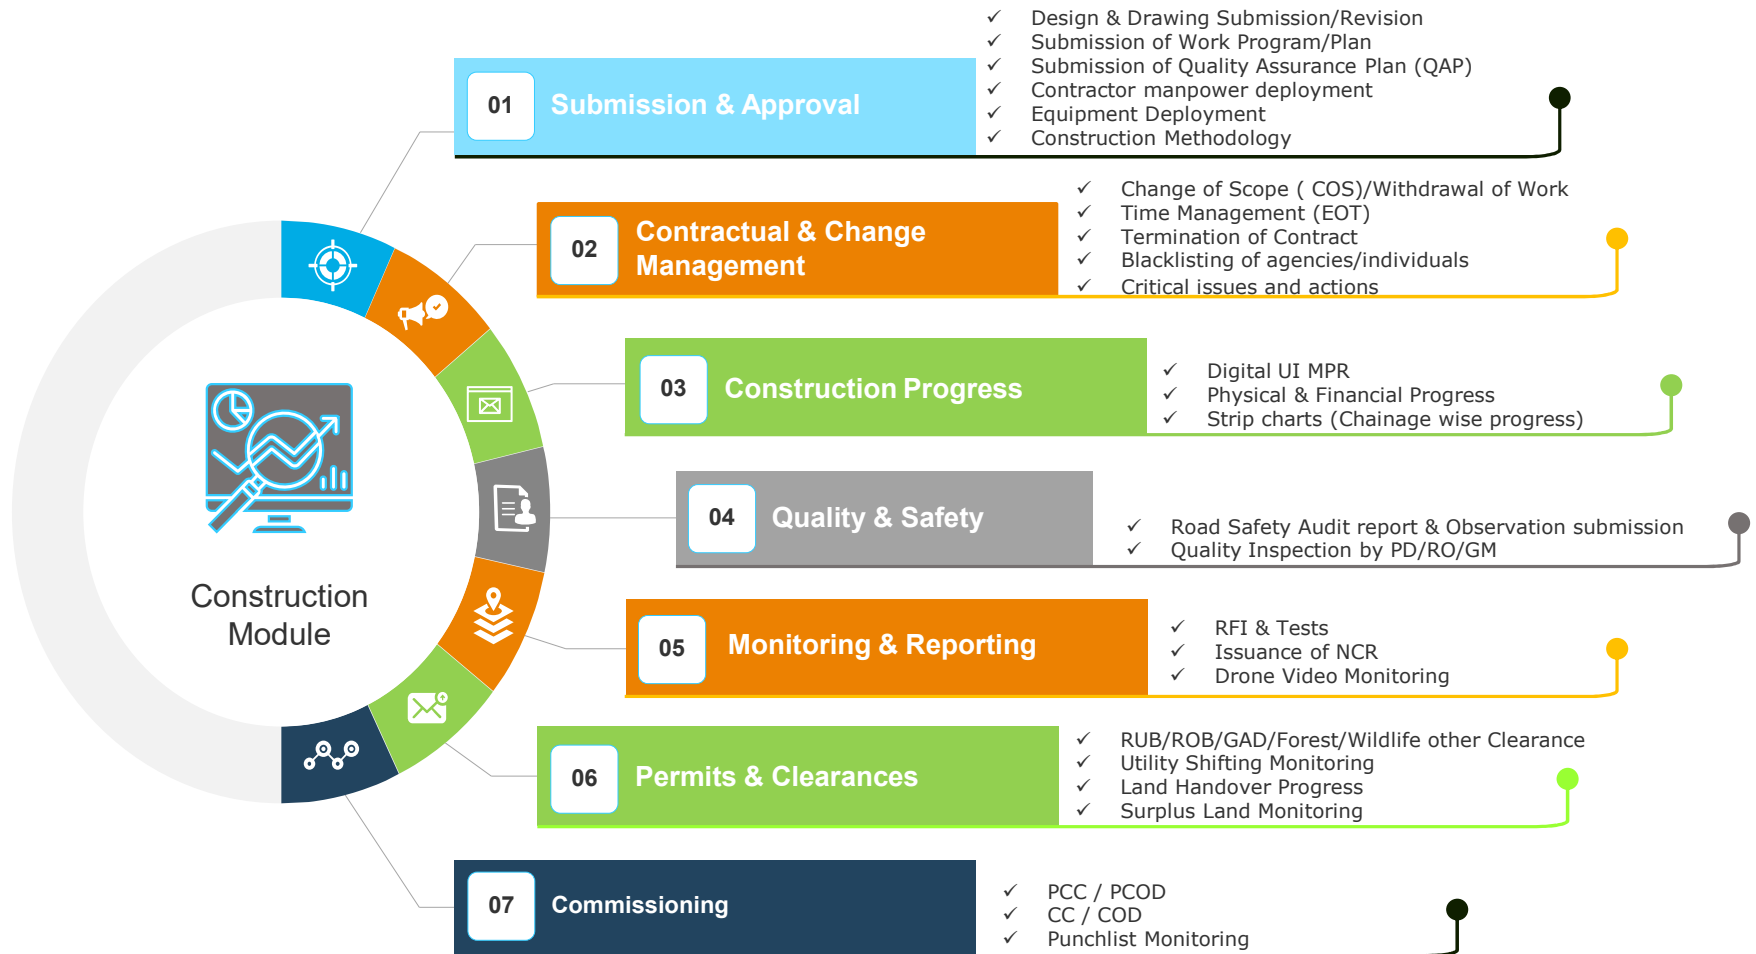 Construction
Module
01
Submission & Approval
✓ Design & Drawing Submission/Revision
✓ Submission of Work Program/Plan
✓ Submission of Quality Assurance Plan (QAP)
✓ Contractor manpower deployment
✓ Equipment Deployment
✓ Construction Methodology
02
Contractual & Change
Management
✓ Change of Scope ( COS)/Withdrawal of Work
✓ Time Management (EOT)
✓ Termination of Contract
✓ Blacklisting of agencies/individuals
✓ Critical issues and actions
03
Construction Progress
✓ Digital UI MPR
✓ Physical & Financial Progress
✓ Strip charts (Chainage wise progress)
04
Quality & Safety
✓ Road Safety Audit report & Observation submission
✓ Quality Inspection by PD/RO/GM
05
Monitoring & Reporting
✓ RFI & Tests
✓ Issuance of NCR
✓ Drone Video Monitoring
06
Permits & Clearances
✓ RUB/ROB/GAD/Forest/Wildlife other Clearance
✓ Utility Shifting Monitoring
✓ Land Handover Progress
✓ Surplus Land Monitoring
07
Commissioning
✓ PCC / PCOD
✓ CC / COD
✓ Punchlist Monitoring